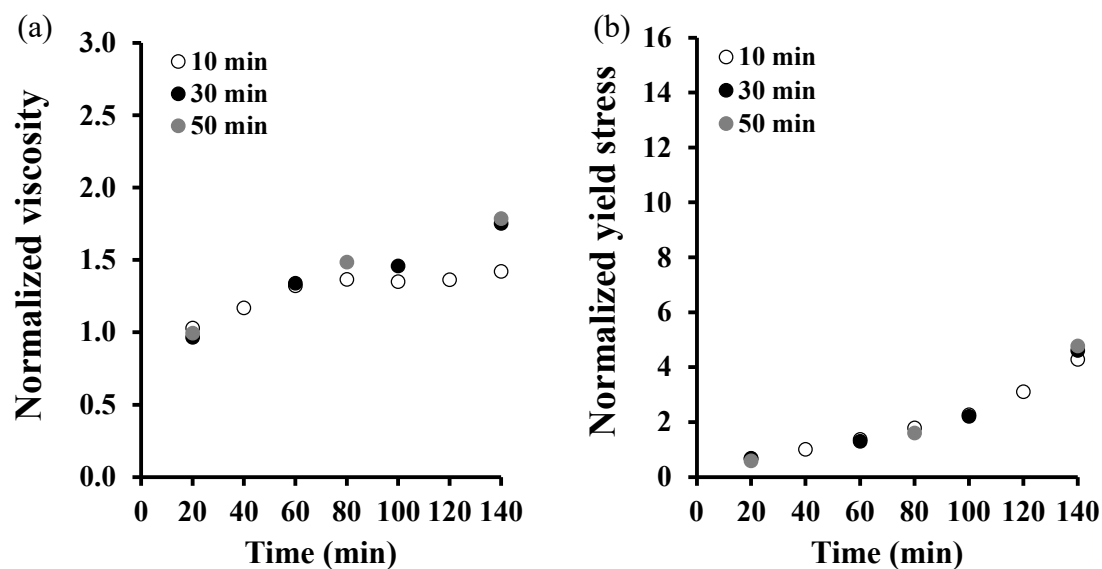 (a)
Normalized viscosity
3.0
2.5
2.0
1.5
1.0
0.5
0.0
10 min
30 min
50 min
0 20 40 60 80 100 120 140
Time (min)
(b)
Normalized yield stress
16
14
12
10
8
6
4
2
0
10 min
30 min
50 min
0 20 40 60 80 100 120 140
Time (min)